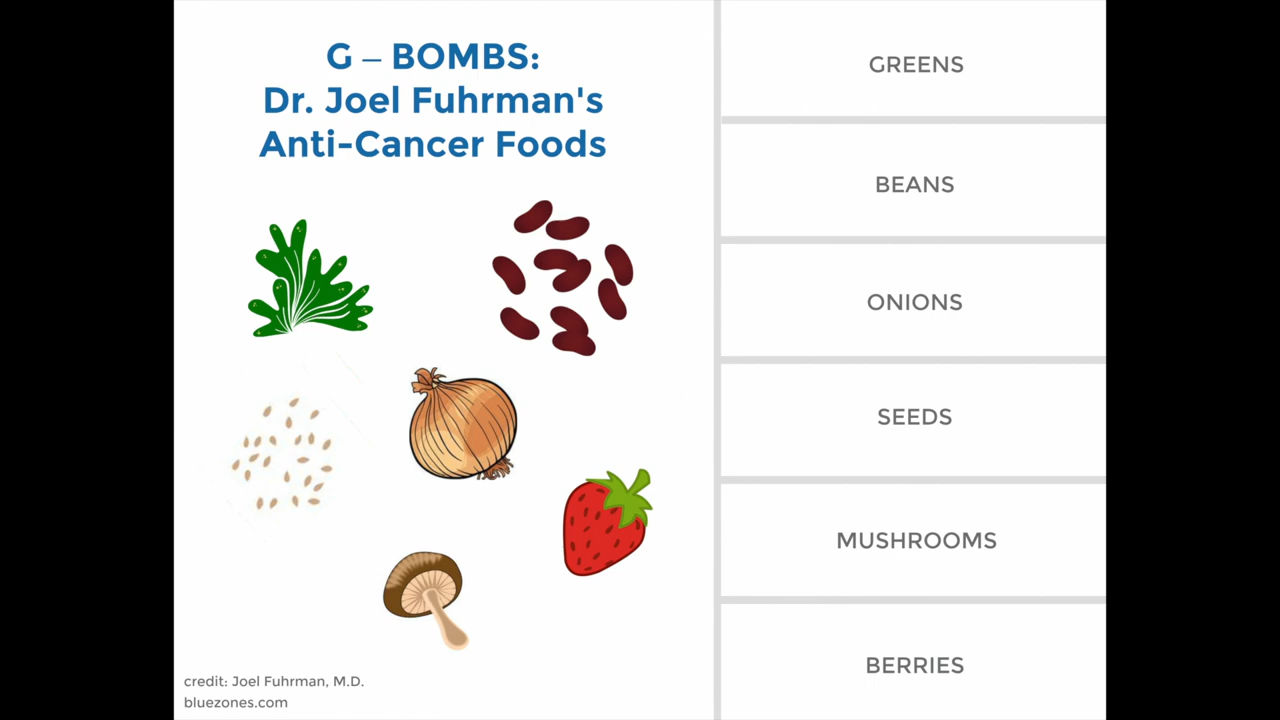 G – BOMBS:
Dr. Joel Fuhrman's
Anti-Cancer Foods
credit: Joel Fuhrman, M.D.
bluezones.com
GREENS
BEANS
ONIONS
SEEDS
MUSHROOMS
BERRIES